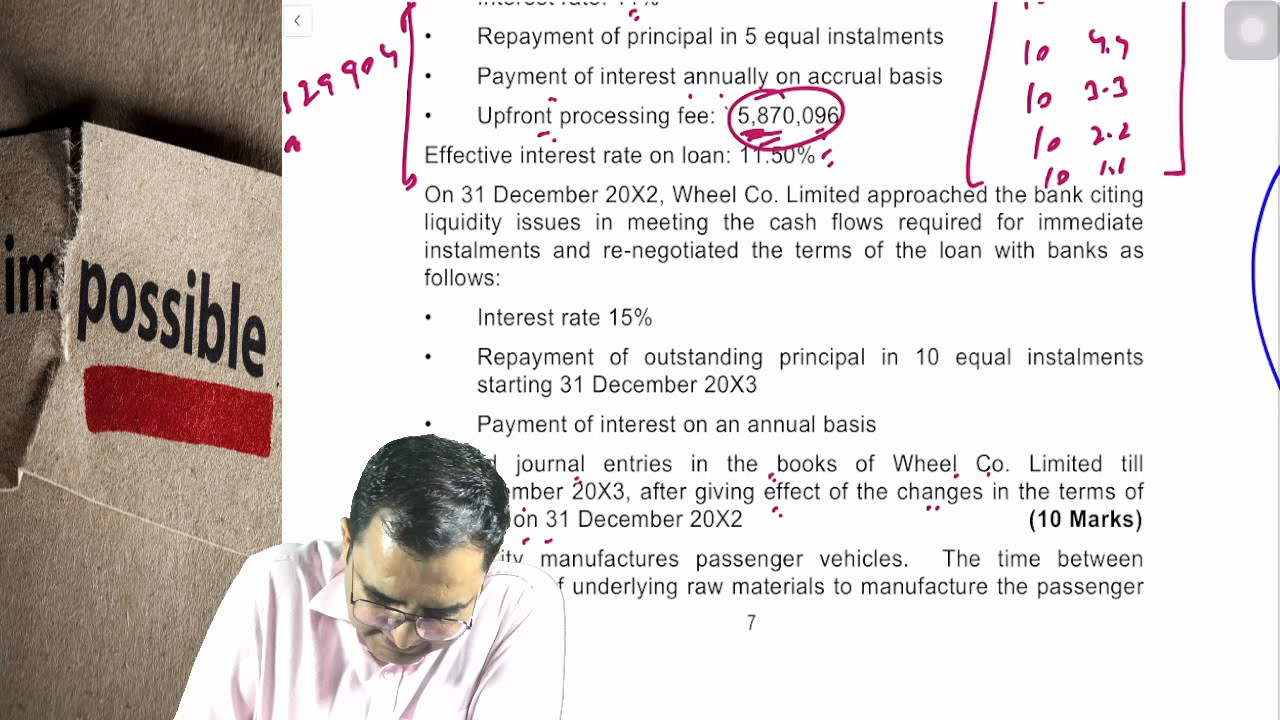 impossible
Interest rate: 11%
• Repayment of principal in 5 equal instalments
• Payment of interest annually on accrual basis
• Upfront processing fee: ` 5,870,096
Effective interest rate on loan: 11.50%
On 31 December 20X2, Wheel Co. Limited approached the bank citing
liquidity issues in meeting the cash flows required for immediate
instalments and re-negotiated the terms of the loan with banks as
follows:
• Interest rate 15%
• Repayment of outstanding principal in 10 equal instalments
starting 31 December 20X3
• Payment of interest on an annual basis
journal entries in the books of Wheel Co. Limited till
mber 20X3, after giving effect of the changes in the terms of
on 31 December 20X2 (10 Marks)
ity manufactures passenger vehicles. The time between
f underlying raw materials to manufacture the passenger
7
129904
10 4.4
10 3.3
10 2.2
10 1.1